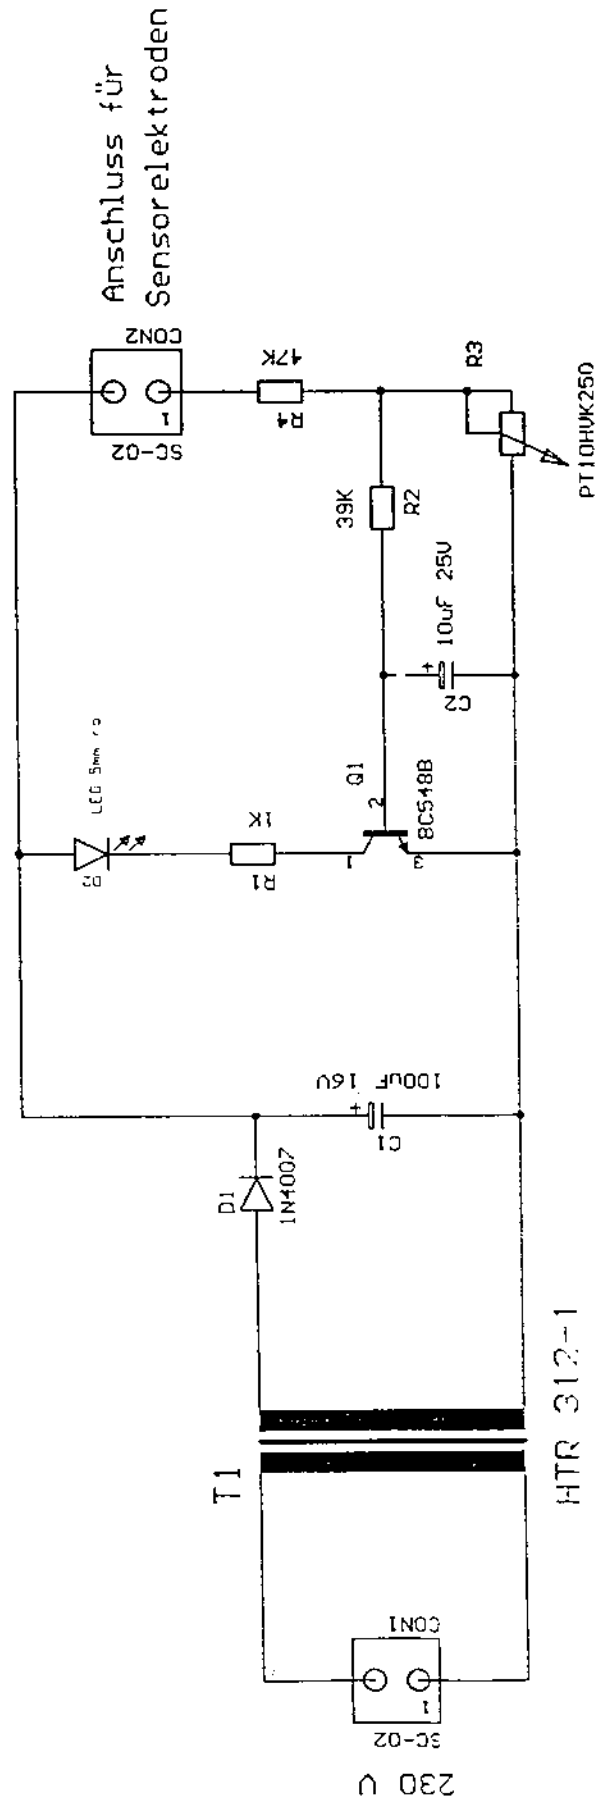 Anschluss für
Sensorelektroden
CON2
1
SC-02
47K
R4
R3
PT10HVK250
39K
R2
10uF 25V
+
C2
LED 5mm
D2
1K
R1
Q1
2
1
3
BC548B
100uF 16V
+
C1
D1
1N4007
T1
HTR 312-1
CON1
1
SC-02
230 V